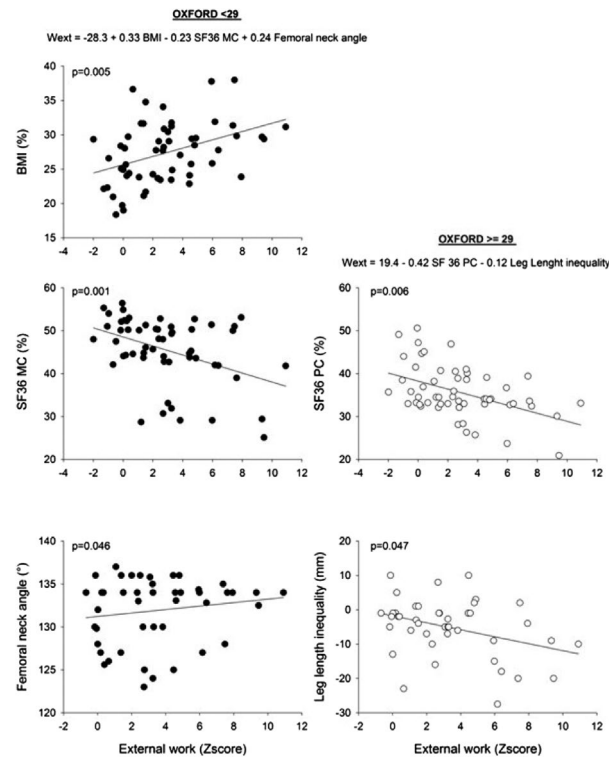 OXFORD <29
Wext = -28.3 + 0.33 BMI - 0.23 SF36 MC + 0.24 Femoral neck angle
p=0.005
BMI (%)
40
35
30
25
20
15
-4 -2 0 2 4 6 8 10 12
OXFORD >= 29
Wext = 19.4 - 0.42 SF 36 PC - 0.12 Leg Lenght inequality
p=0.001
SF36 MC (%)
60
50
40
30
20
-4 -2 0 2 4 6 8 10 12
p=0.006
SF36 PC (%)
60
50
40
30
20
-4 -2 0 2 4 6 8 10 12
p=0.046
Femoral neck angle (°)
140
135
130
125
120
-4 -2 0 2 4 6 8 10 12
External work (Zscore)
p=0.047
Leg length inequality (mm)
20
10
0
-10
-20
-30
-4 -2 0 2 4 6 8 10 12
External work (Zscore)